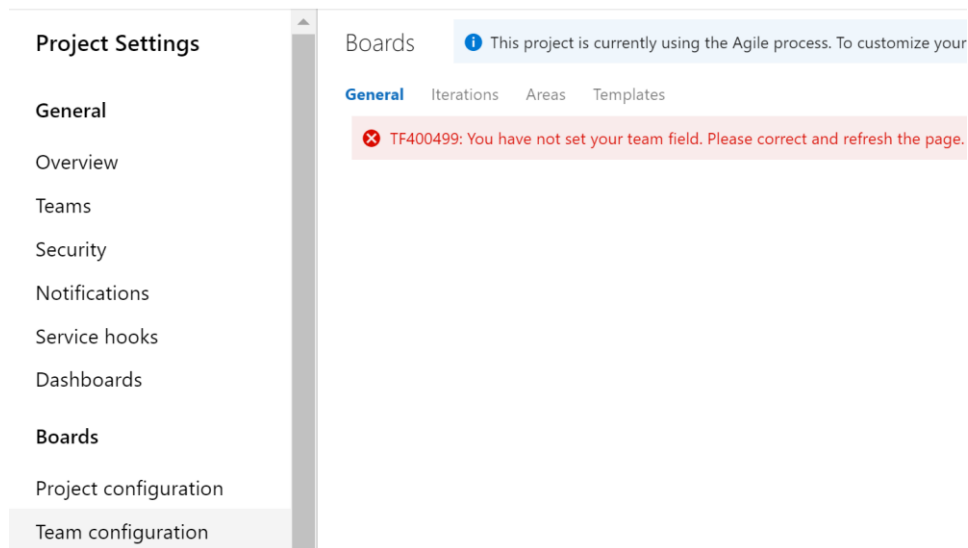 Project Settings
General
Overview
Teams
Security
Notifications
Service hooks
Dashboards
Boards
Project configuration
Team configuration
Boards
This project is currently using the Agile process. To customize your
General Iterations Areas Templates
TF400499: You have not set your team field. Please correct and refresh the page.